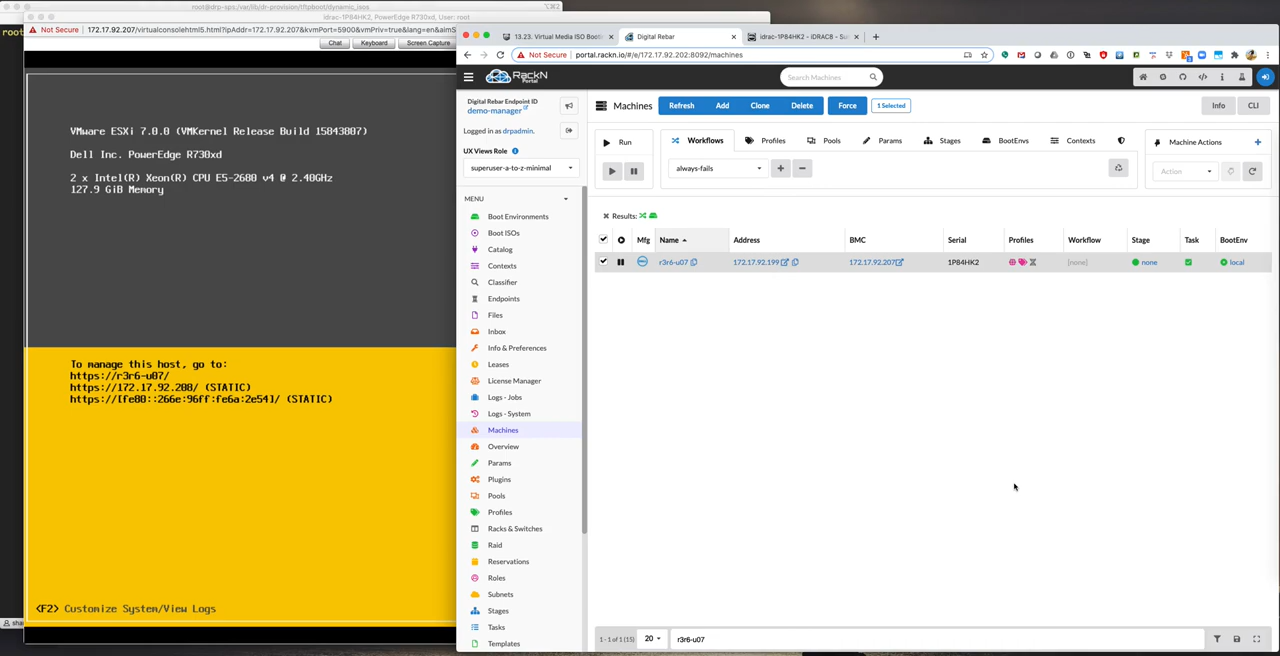 root@drp-sps:/var/lib/dr-provision/tftpboot/dynamic_isos
idrac-1P84HK2, PowerEdge R730xd, User: root
Not Secure
172.17.92.207/virtualconsolehtml5.html?ipAddr=172.17.92.207&kvmPort=5900&vmPriv=true&lang=en&aimS
Chat
Keyboard
Screen Capture
VMware ESXi 7.0.0 (VMKernel Release Build 15843807)
Dell Inc. PowerEdge R730xd
2 x Intel(R) Xeon(R) CPU E5-2680 v4 @ 2.40GHz
127.9 GiB Memory
To manage this host, go to:
https://r3r6-u07/
https://172.17.92.208/ (STATIC)
https://[fe80::266e:96ff:fe6a:2e54]/ (STATIC)
<F2> Customize System/View Logs
13.23. Virtual Media ISO Booti
Digital Rebar
idrac-1P84HK2 - iDRAC8 - Su
Not Secure
portal.rackn.io/#/e/172.17.92.202:8092/machines
RackN
Portal
Search Machines
Digital Rebar Endpoint ID
demo-manager
Logged in as drpadmin.
UX Views Role
superuser-a-to-z-minimal
MENU
Boot Environments
Boot ISOs
Catalog
Contexts
Classifier
Endpoints
Files
Inbox
Info & Preferences
Leases
License Manager
Logs - Jobs
Logs - System
Machines
Overview
Params
Plugins
Pools
Profiles
Racks & Switches
Raid
Reservations
Roles
Subnets
Stages
Tasks
Templates
Machines
Refresh
Add
Clone
Delete
Force
1 Selected
Info
CLI
Run
Workflows
Profiles
Pools
Params
Stages
BootEnvs
Contexts
Machine Actions
always-fails
Action
Results:
Mfg
Name
Address
BMC
Serial
Profiles
Workflow
Stage
Task
BootEnv
r3r6-u07
172.17.92.199
172.17.92.207
1P84HK2
[none]
none
local
1 - 1 of 1 (15)
20
r3r6-u07